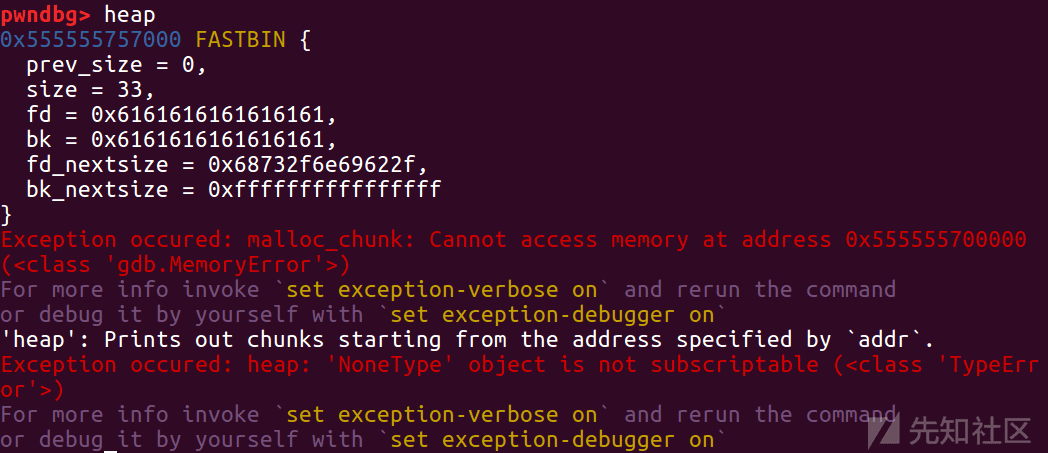 pwndbg> heap
0x555555757000 FASTBIN {
  prev_size = 0,
  size = 33,
  fd = 0x6161616161616161,
  bk = 0x6161616161616161,
  fd_nextsize = 0x68732f6e69622f,
  bk_nextsize = 0xffffffffffffffff
}
Exception occured: malloc_chunk: Cannot access memory at address 0x555555700000
(<class 'gdb.MemoryError'>)
For more info invoke `set exception-verbose on` and rerun the command
or debug it by yourself with `set exception-debugger on`
'heap': Prints out chunks starting from the address specified by `addr`.
Exception occured: heap: 'NoneType' object is not subscriptable (<class 'TypeErr
or'>)
For more info invoke `set exception-verbose on` and rerun the command
or debug it by yourself with `set exception-debugger on`
先知社区